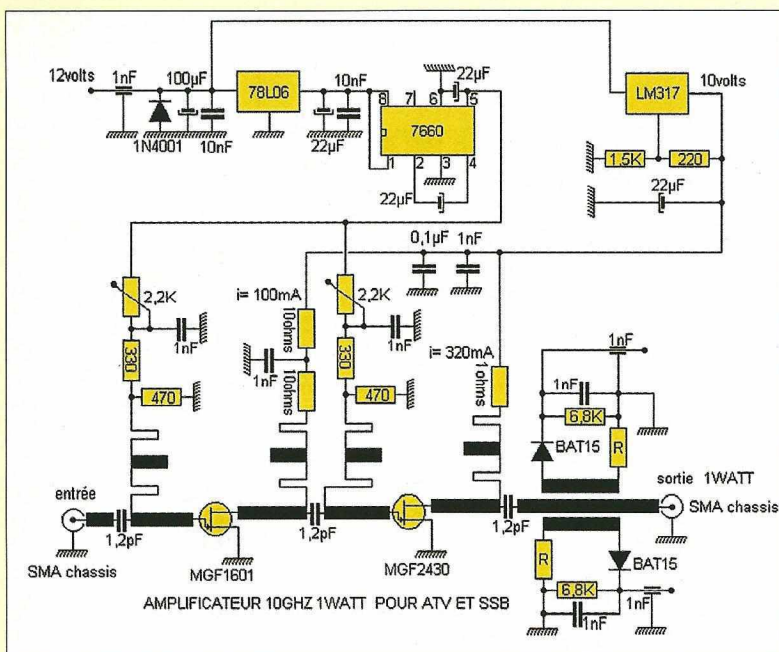 12volts
1nF
100µF
78L06
10nF
22µF
LM317
10volts
1N4001
10nF
22µF
8
7
6
5
7660
1
2
3
4
22µF
1.5K
220
22µF
0,1µF
1nF
2,2K
1nF
330
470
i= 100mA
10ohms
1nF
10ohms
2,2K
1nF
330
470
i= 320mA
1ohms
1nF
1nF
6,8K
BAT15
R
sortie 1WATT
SMA chassis
entrée
1,2pF
SMA chassis
MGF1601
1,2pF
MGF2430
1,2pF
R
BAT15
6,8K
1nF
1nF
AMPLIFICATEUR 10GHZ 1WATT POUR ATV ET SSB